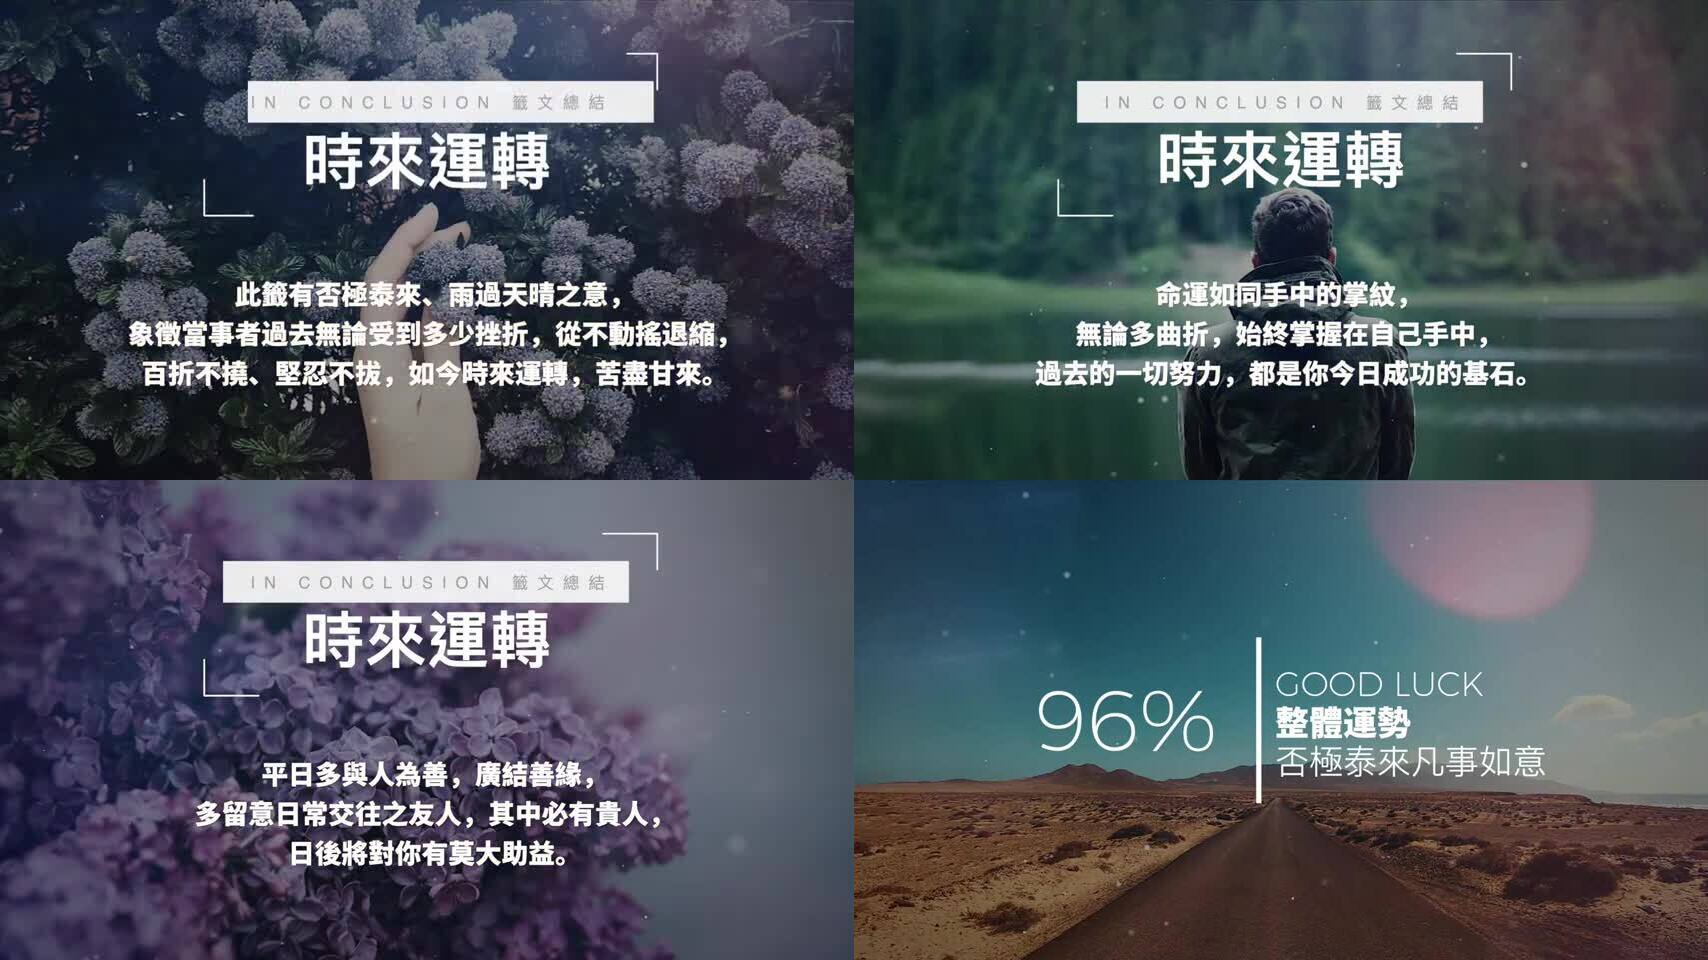 IN CONCLUSION 籤文總結
時來運轉
此籤有否極泰來、雨過天晴之意，
象徵當事者過去無論受到多少挫折，從不動搖退縮，
百折不撓、堅忍不拔，如今時來運轉，苦盡甘來。
IN CONCLUSION 籤文總結
時來運轉
命運如同手中的掌紋，
無論多曲折，始終掌握在自己手中，
過去的一切努力，都是你今日成功的基石。
IN CONCLUSION 籤文總結
時來運轉
平日多與人為善，廣結善緣，
多留意日常交往之友人，其中必有貴人，
日後將對你有莫大助益。
96%
GOOD LUCK
整體運勢
否極泰來凡事如意